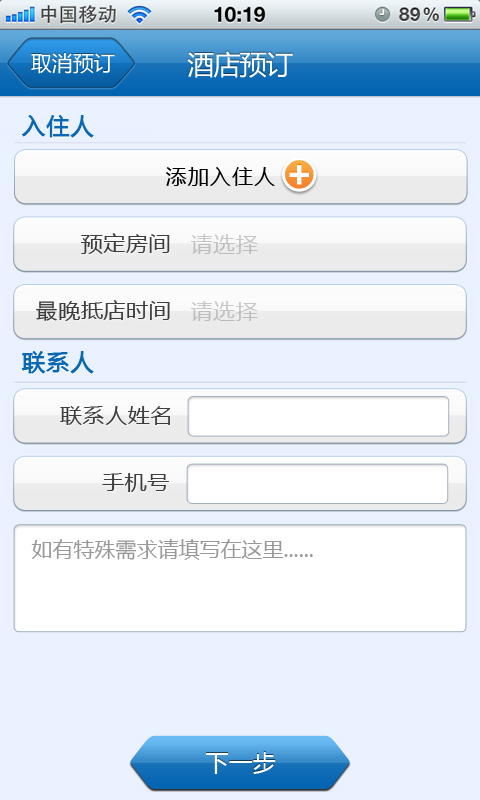 中国移动 10:19 89%
取消预订 酒店预订
入住人
添加入住人
预定房间 请选择
最晚抵店时间 请选择
联系人
联系人姓名
手机号
如有特殊需求请填写在这里......
下一步